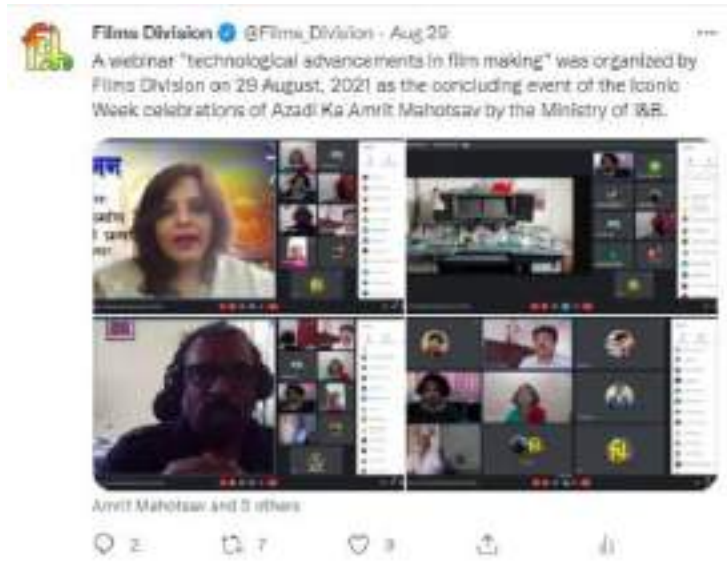 Films Division @Films_Division - Aug 29
A webinar "technological advancements in film making" was organized by
Films Division on 29 August, 2021 as the concluding event of the Iconic
Week celebrations of Azadi Ka Amrit Mahotsav by the Ministry of I&B.
Amrit Mahotsav and 5 others
2 7 9